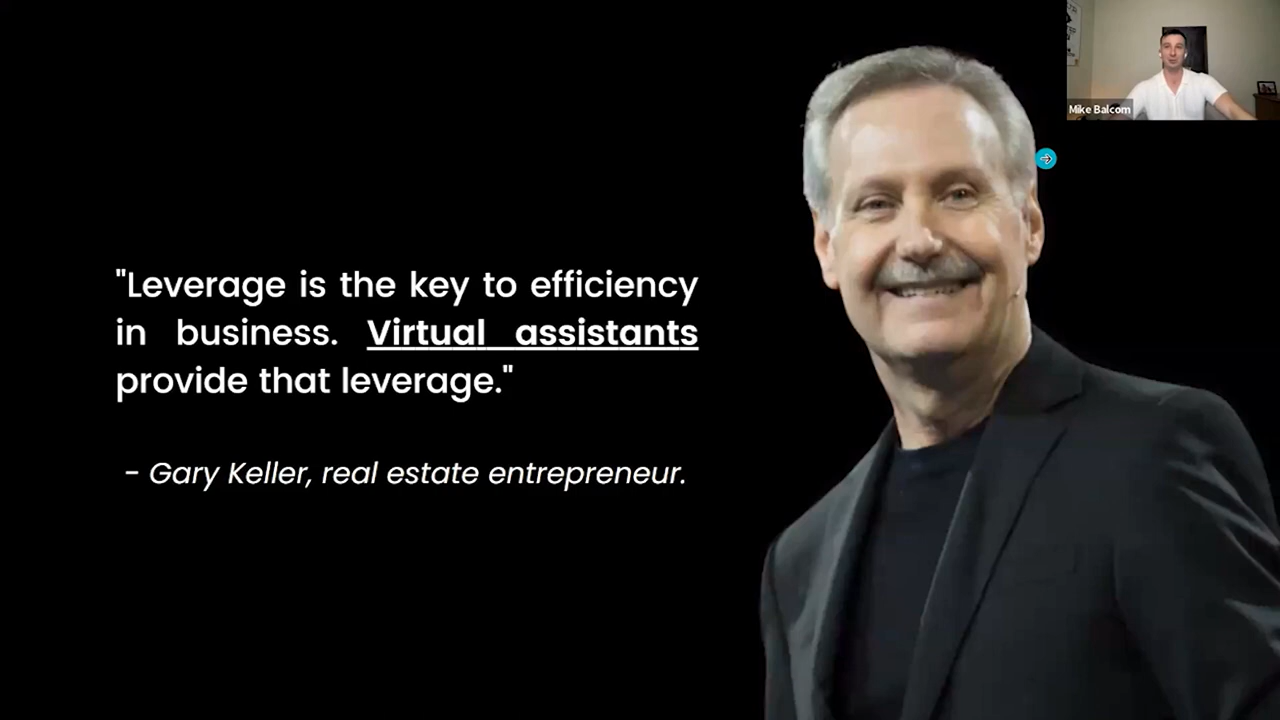 Mike Balcom
"Leverage is the key to efficiency
in business. Virtual assistants
provide that leverage."
- Gary Keller, real estate entrepreneur.